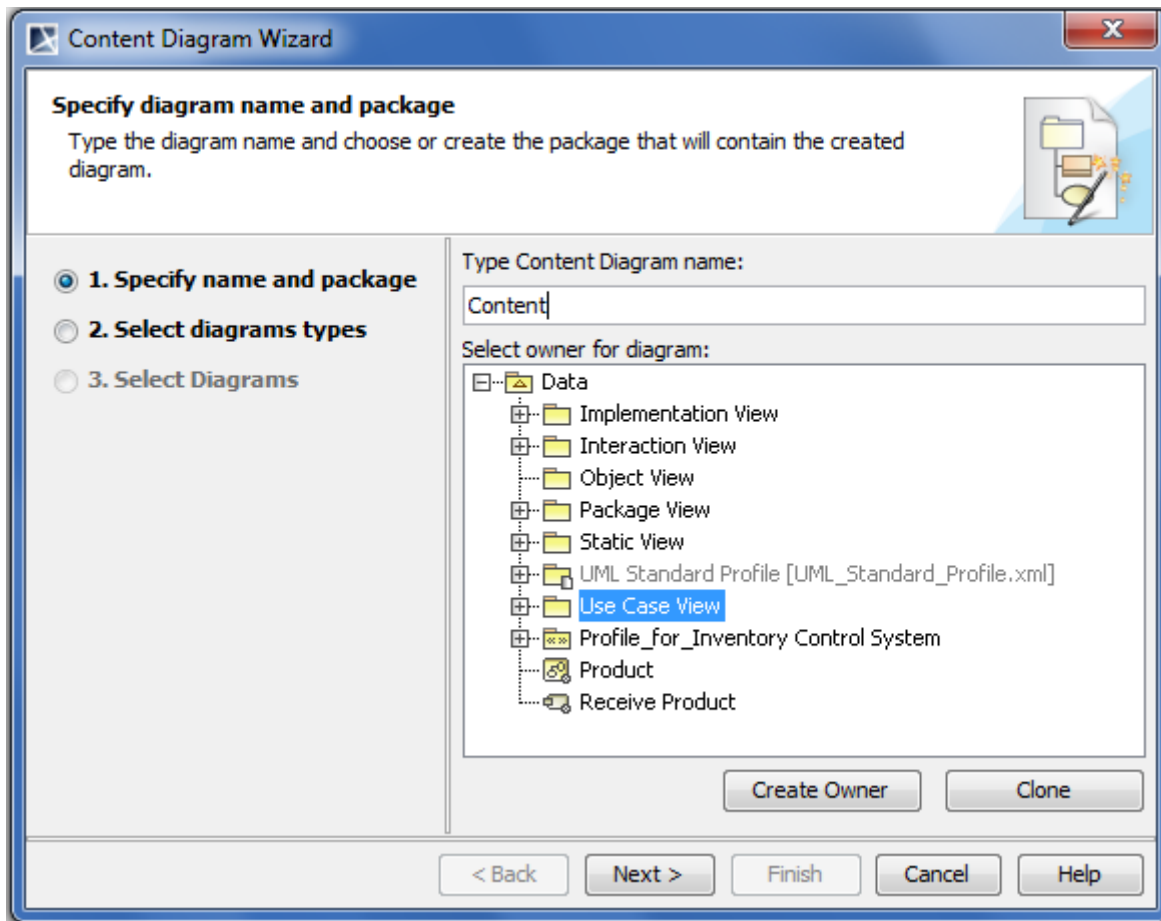 Content Diagram Wizard
Specify diagram name and package
Type the diagram name and choose or create the package that will contain the created
diagram.
1. Specify name and package
2. Select diagrams types
3. Select Diagrams
Type Content Diagram name:
Content
Select owner for diagram:
Data
Implementation View
Interaction View
Object View
Package View
Static View
UML Standard Profile [UML_Standard_Profile.xml]
Use Case View
Profile_for_Inventory Control System
Product
Receive Product
Create Owner
Clone
< Back
Next >
Finish
Cancel
Help